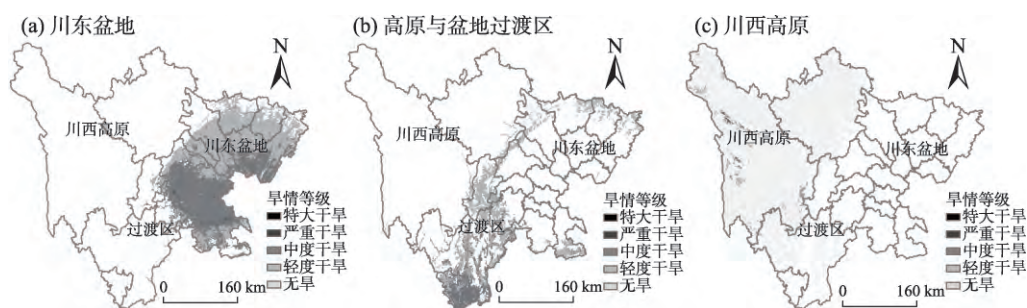 (a) 川东盆地
N
川西高原
川东盆地
过渡区
旱情等级
特大干旱
严重干旱
中度干旱
轻度干旱
无旱
0 160 km
(b) 高原与盆地过渡区
N
川西高原
川东盆地
过渡区
旱情等级
特大干旱
严重干旱
中度干旱
轻度干旱
无旱
0 160 km
(c) 川西高原
N
川西高原
川东盆地
过渡区
旱情等级
特大干旱
严重干旱
中度干旱
轻度干旱
无旱
0 160 km